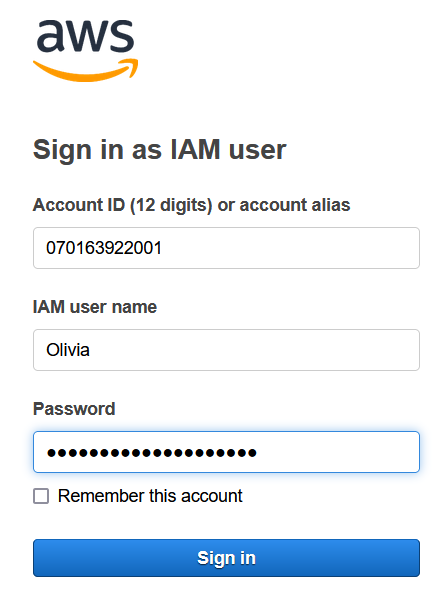 aws
Sign in as IAM user
Account ID (12 digits) or account alias
070163922001
IAM user name
Olivia
Password
••••••••••••••••••••
Remember this account
Sign in